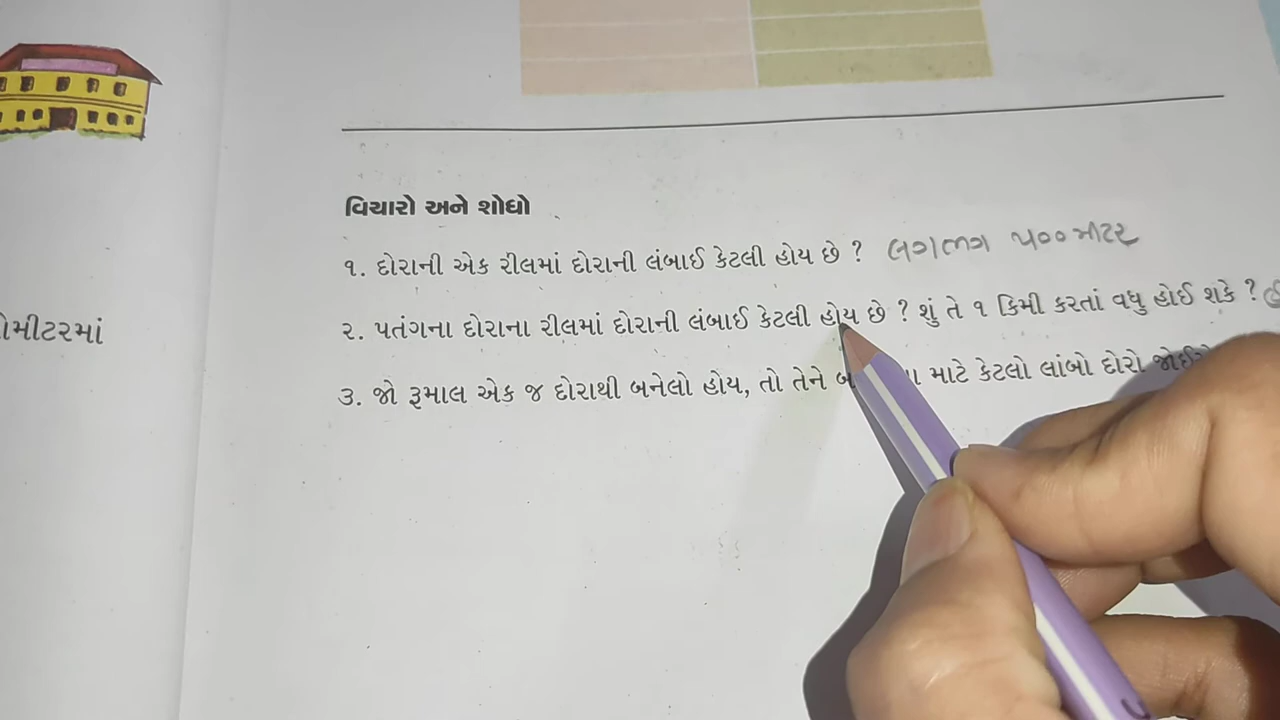 વિચારો અને શોધો
૧. દોરાની એક રીલમાં દોરાની લંબાઈ કેટલી હોય છે ? લગભગ ૫૦૦ મીટર
૨. પતંગના દોરાના રીલમાં દોરાની લંબાઈ કેટલી હોય છે ? શું તે ૧ કિમી કરતાં વધુ હોઈ શકે ?
૩. જો રૂમાલ એક જ દોરાથી બનેલો હોય, તો તેને માટે કેટલો લાંબો દોરો